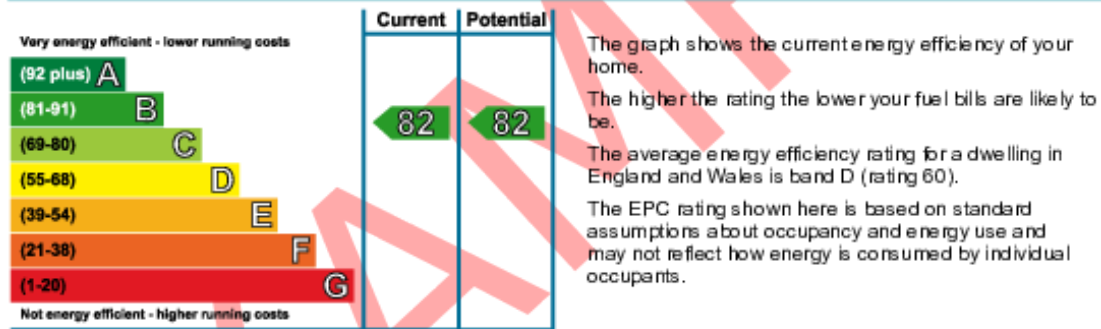 Current Potential
Very energy efficient - lower running costs
(92 plus) A
(81-91) B
(69-80) C
(55-68) D
(39-54) E
(21-38) F
(1-20) G
Not energy efficient - higher running costs
82 82
The graph shows the current energy efficiency of your
home.
The higher the rating the lower your fuel bills are likely to
be.
The average energy efficiency rating for a dwelling in
England and Wales is band D (rating 60).
The EPC rating shown here is based on standard
assumptions about occupancy and energy use and
may not reflect how energy is consumed by individual
occupants.